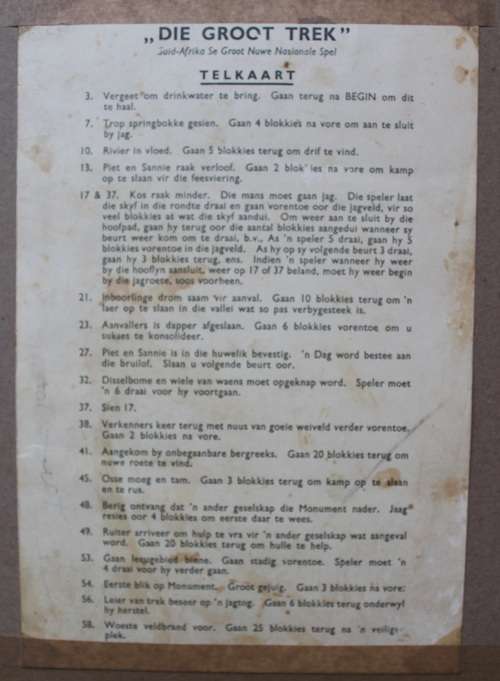 „DIE GROOT TREK”
Suid-Afrika Se Groot Nuwe Nasionale Spel
TELKAART
3. Vergeet om drinkwater te bring. Gaan terug na BEGIN om dit
te haal.
7. Trop springbokke gesien. Gaan 4 blokkies na vore om aan te sluit
by jag.
10. Rivier in vloed. Gaan 5 blokkies terug om drif te vind.
13. Piet en Sannie raak verloof. Gaan 2 blokkies na vore om kamp
op te slaan vir die feesviering.
17 & 37. Kos raak minder. Die mans moet gaan jag. Die speler laat
die skyf in die rondte draai en gaan vorentoe oor die jagveld, vir so
veel blokkies as wat die skyf aandui. Om weer aan te sluit by die
hoofpad, gaan hy terug oor die aantal blokkies aangedui wanneer sy
beurt weer kom om te draai, b.v., As 'n speler 5 draai, gaan hy 5
blokkies vorentoe in die jagveld. As hy op sy volgende beurt 3 draai,
gaan hy 3 blokkies terug, ens. Indien 'n speler wanneer hy weer
by die hooflyn aansluit, weer op 17 of 37 beland, moet hy weer begin
by die jagroete, soos voorheen.
21. Inboorlinge drom saam vir aanval. Gaan 10 blokkies terug om 'n
laer op te slaan in die vallei wat so pas verbygesteek is.
23. Aanvallers is dapper afgeslaan. Gaan 6 blokkies vorentoe om u
sukses te konsolideer.
27. Piet en Sannie is in die huwelik bevestig. 'n Dag word bestee aan
die bruilof. Slaan u volgende beurt oor.
32. Disselbome en wiele van waens moet opgeknap word. Speler moet
'n 6 draai voor hy voortgaan.
37. Sien 17.
38. Verkenners keer terug met nuus van goeie weiveld verder vorentoe.
Gaan 2 blokkies na vore.
41. Aangekom by onbegaanbare bergreeks. Gaan 20 blokkies terug om
nuwe roete te vind.
45. Osse moeg en tam. Gaan 3 blokkies terug om kamp op te slaan
en te rus.
48. Berig ontvang dat 'n ander geselskap die Monument nader. Jaag
resies oor 4 blokkies om eerste daar te wees.
49. Ruiter arriveer om hulp te vra vir 'n ander geselskap wat aangeval
word. Gaan 20 blokkies terug om hulle te help.
53. Gaan leeugebied binne. Gaan stadig vorentoe. Speler moet 'n
4 draai voor hy verder gaan.
54. Eerste blik op Monument. Groot gejuig. Gaan 3 blokkies na vore.
56. Leier van trak beseer op 'n jagtog. Gaan 6 blokkies terug onderwyl
hy herstel.
58. Woeste veldbrand voor. Gaan 25 blokkies terug na 'n veilige
plek.